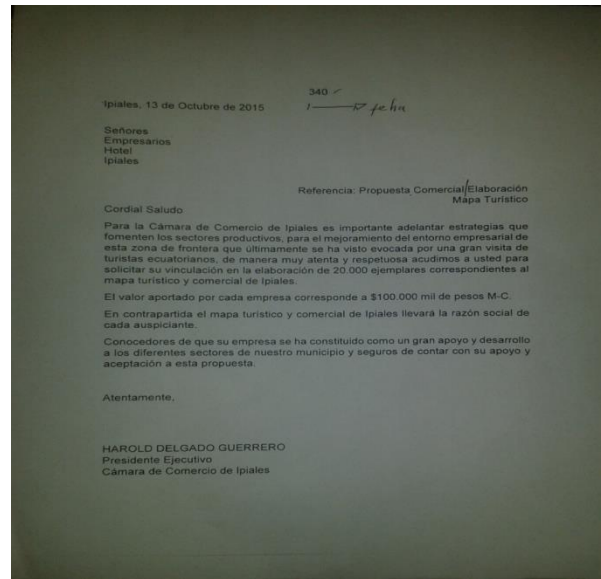 340
Ipiales, 13 de Octubre de 2015
Señores
Empresarios
Hotel
Ipiales
Referencia: Propuesta Comercial/Elaboración
Mapa Turístico
Cordial Saludo
Para la Cámara de Comercio de Ipiales es importante adelantar estrategias que
fomenten los sectores productivos, para el mejoramiento del entorno empresarial de
esta zona de frontera que últimamente se ha visto evocada por una gran visita de
turistas ecuatorianos, de manera muy atenta y respetuosa acudimos a usted para
solicitar su vinculación en la elaboración de 20.000 ejemplares correspondientes al
mapa turístico y comercial de Ipiales.
El valor aportado por cada empresa corresponde a $100.000 mil de pesos M-C.
En contrapartida el mapa turístico y comercial de Ipiales llevará la razón social de
cada auspiciante.
Conocedores de que su empresa se ha constituido como un gran apoyo y desarrollo
a los diferentes sectores de nuestro municipio y seguros de contar con su apoyo y
aceptación a esta propuesta.
Atentamente,
HAROLD DELGADO GUERRERO
Presidente Ejecutivo
Cámara de Comercio de Ipiales